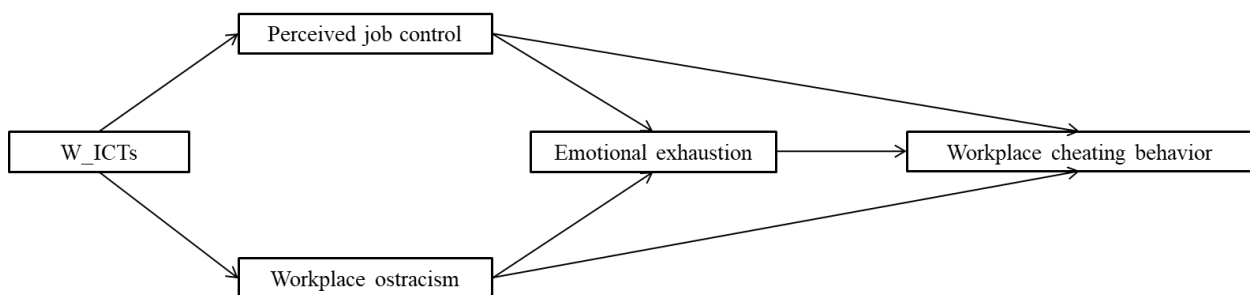 Perceived job control
W_ICTs
Emotional exhaustion
Workplace cheating behavior
Workplace ostracism